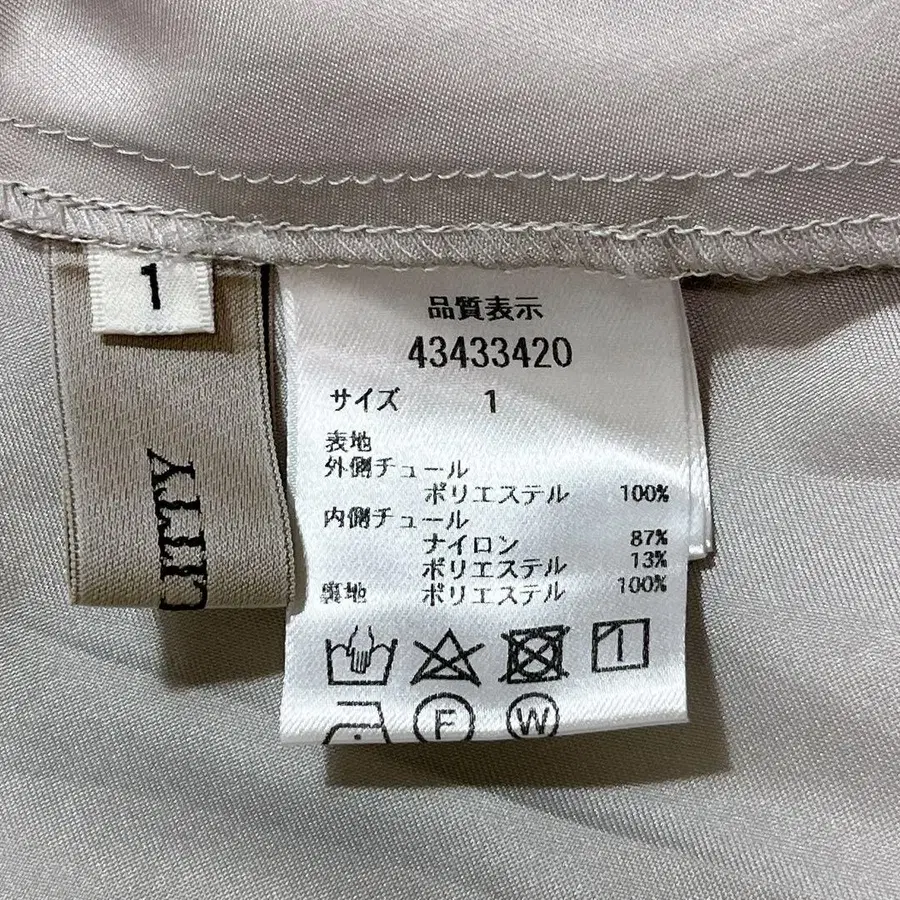 1
CITY
品質表示
43433420
サイズ 1
表地
外側チュール
ポリエステル 100%
内側チュール
ナイロン 87%
ポリエステル 13%
裏地 ポリエステル 100%
F W